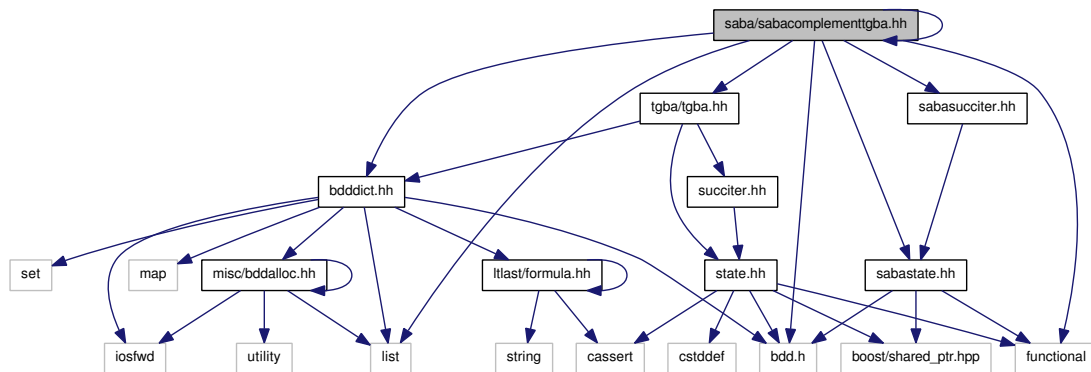 saba/sabacomplementtgba.hh
tgba/tgba.hh
sabasucciter.hh
bdddict.hh
succiter.hh
set
map
misc/bddalloc.hh
ltlast/formula.hh
state.hh
sabastate.hh
iosfwd
utility
list
string
cassert
cstddef
bdd.h
boost/shared_ptr.hpp
functional